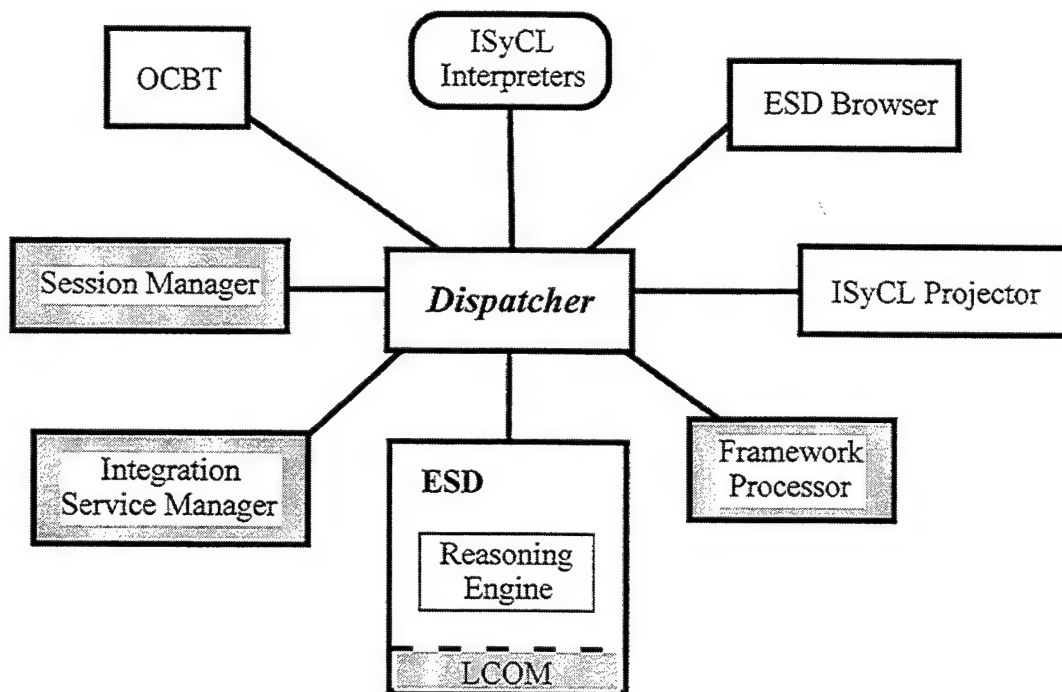 ISyCL
Interpreters
OCBT
ESD Browser
Session Manager
Dispatcher
ISyCL Projector
Integration
Service Manager
ESD
Reasoning
Engine
LCOM
Framework
Processor